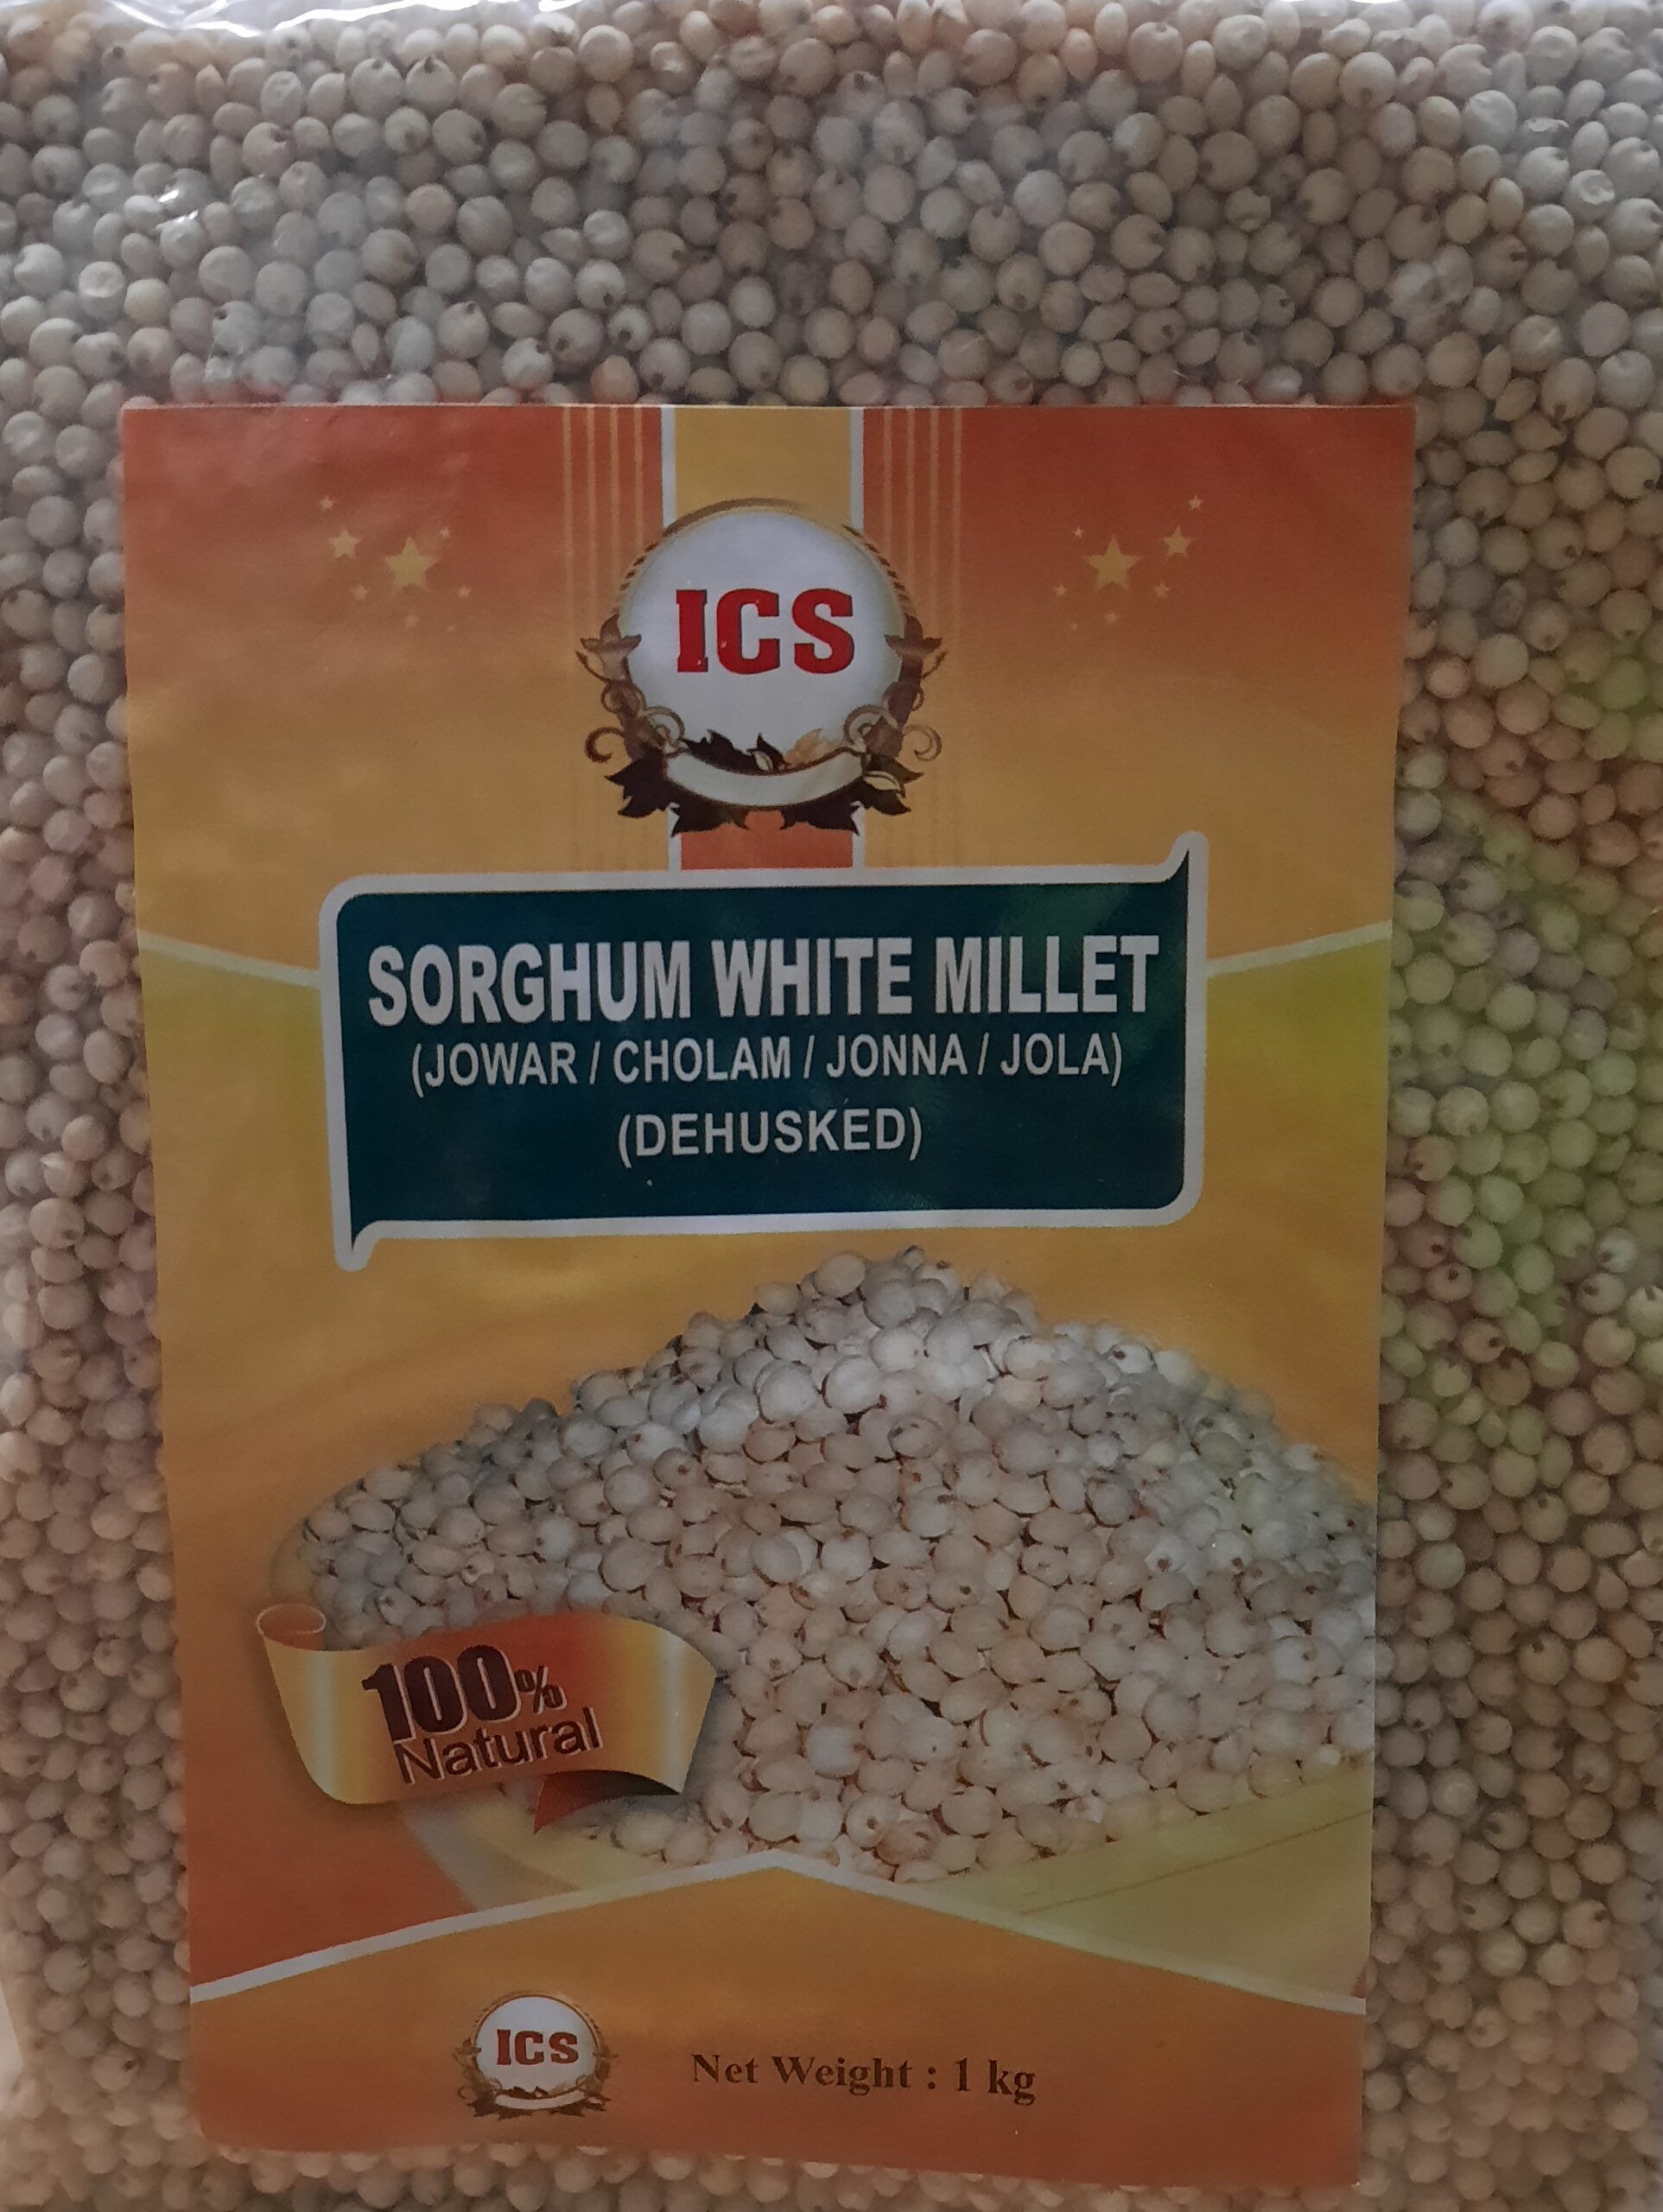 ICS
SORGHUM WHITE MILLET
(JOWAR / CHOLAM / JONNA / JOLA)
(DEHUSKED)
100%
Natural
ICS
Net Weight : 1 kg